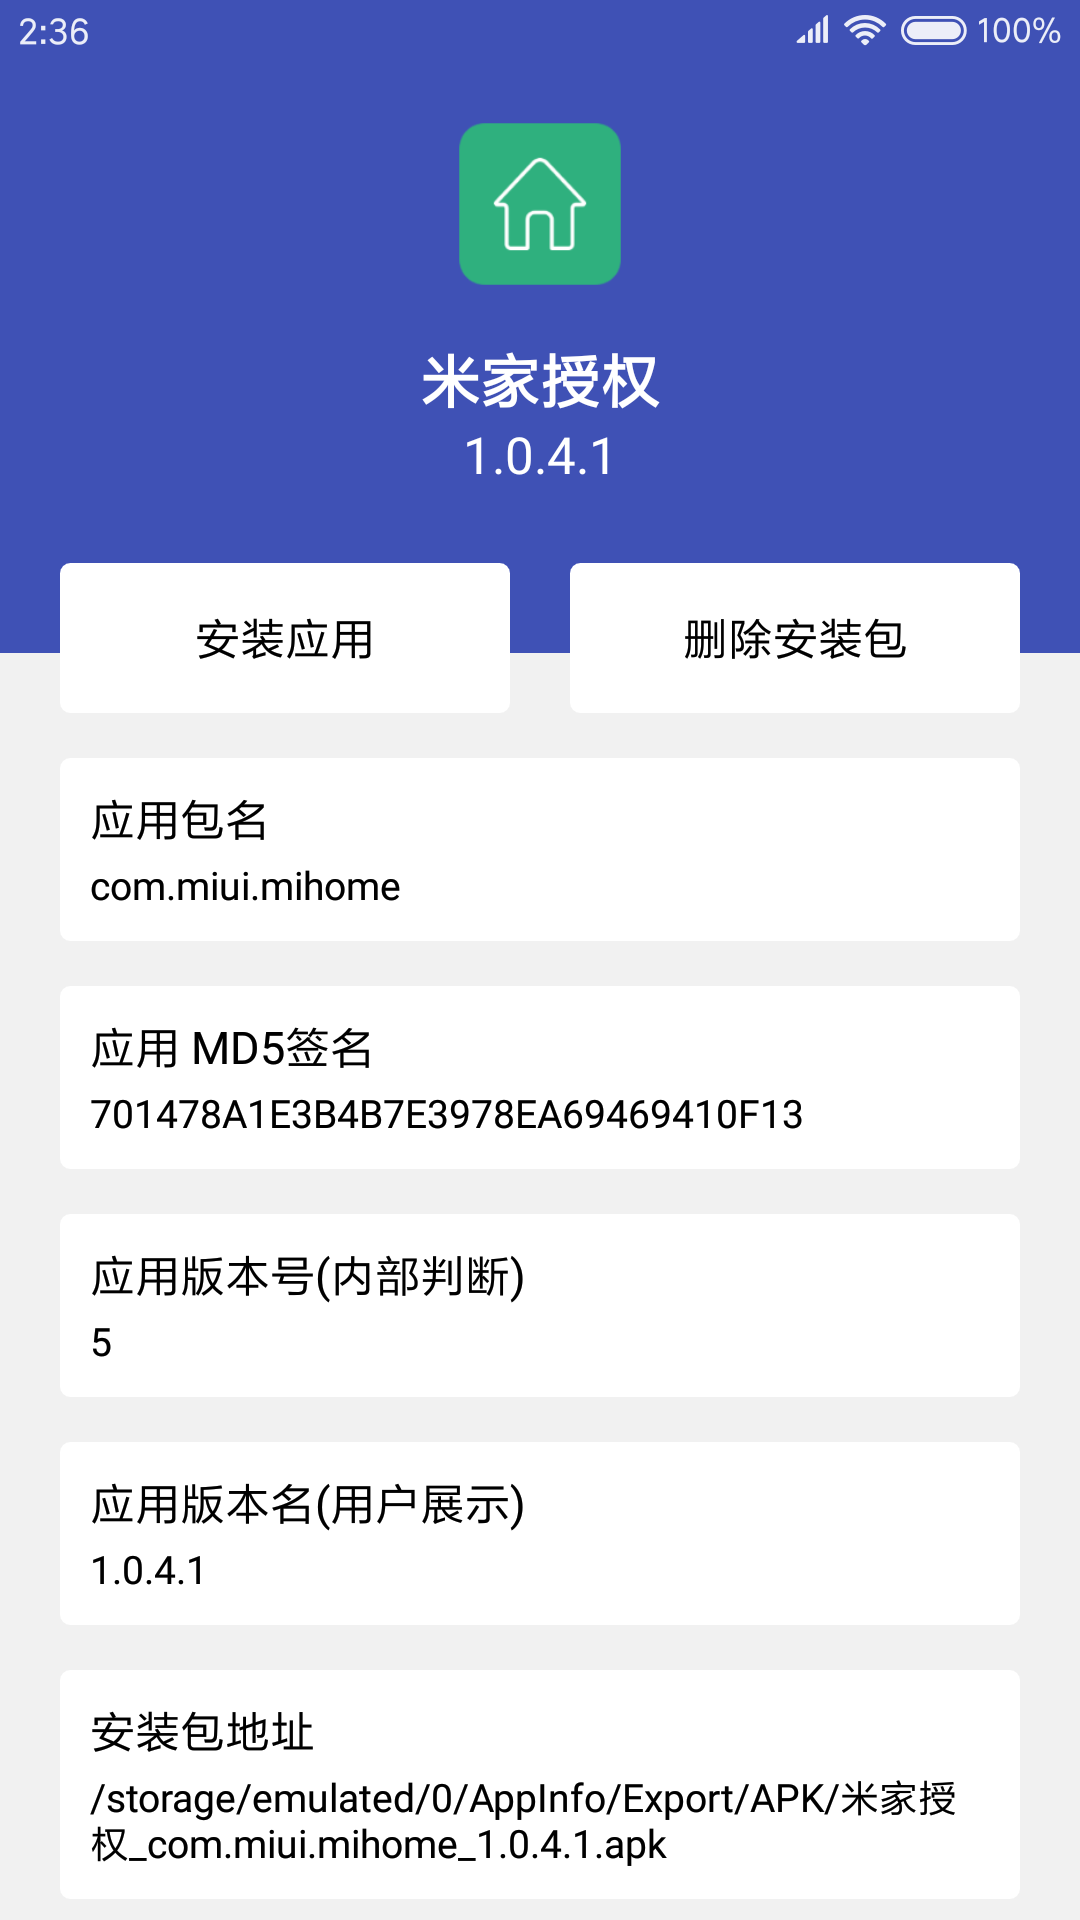 2:36
100%
米家授权
1.0.4.1
安装应用
删除安装包
应用包名
com.miui.mihome
应用 MD5签名
701478A1E3B4B7E3978EA69469410F13
应用版本号(内部判断)
5
应用版本名(用户展示)
1.0.4.1
安装包地址
/storage/emulated/0/AppInfo/Export/APK/米家授
权_com.miui.mihome_1.0.4.1.apk